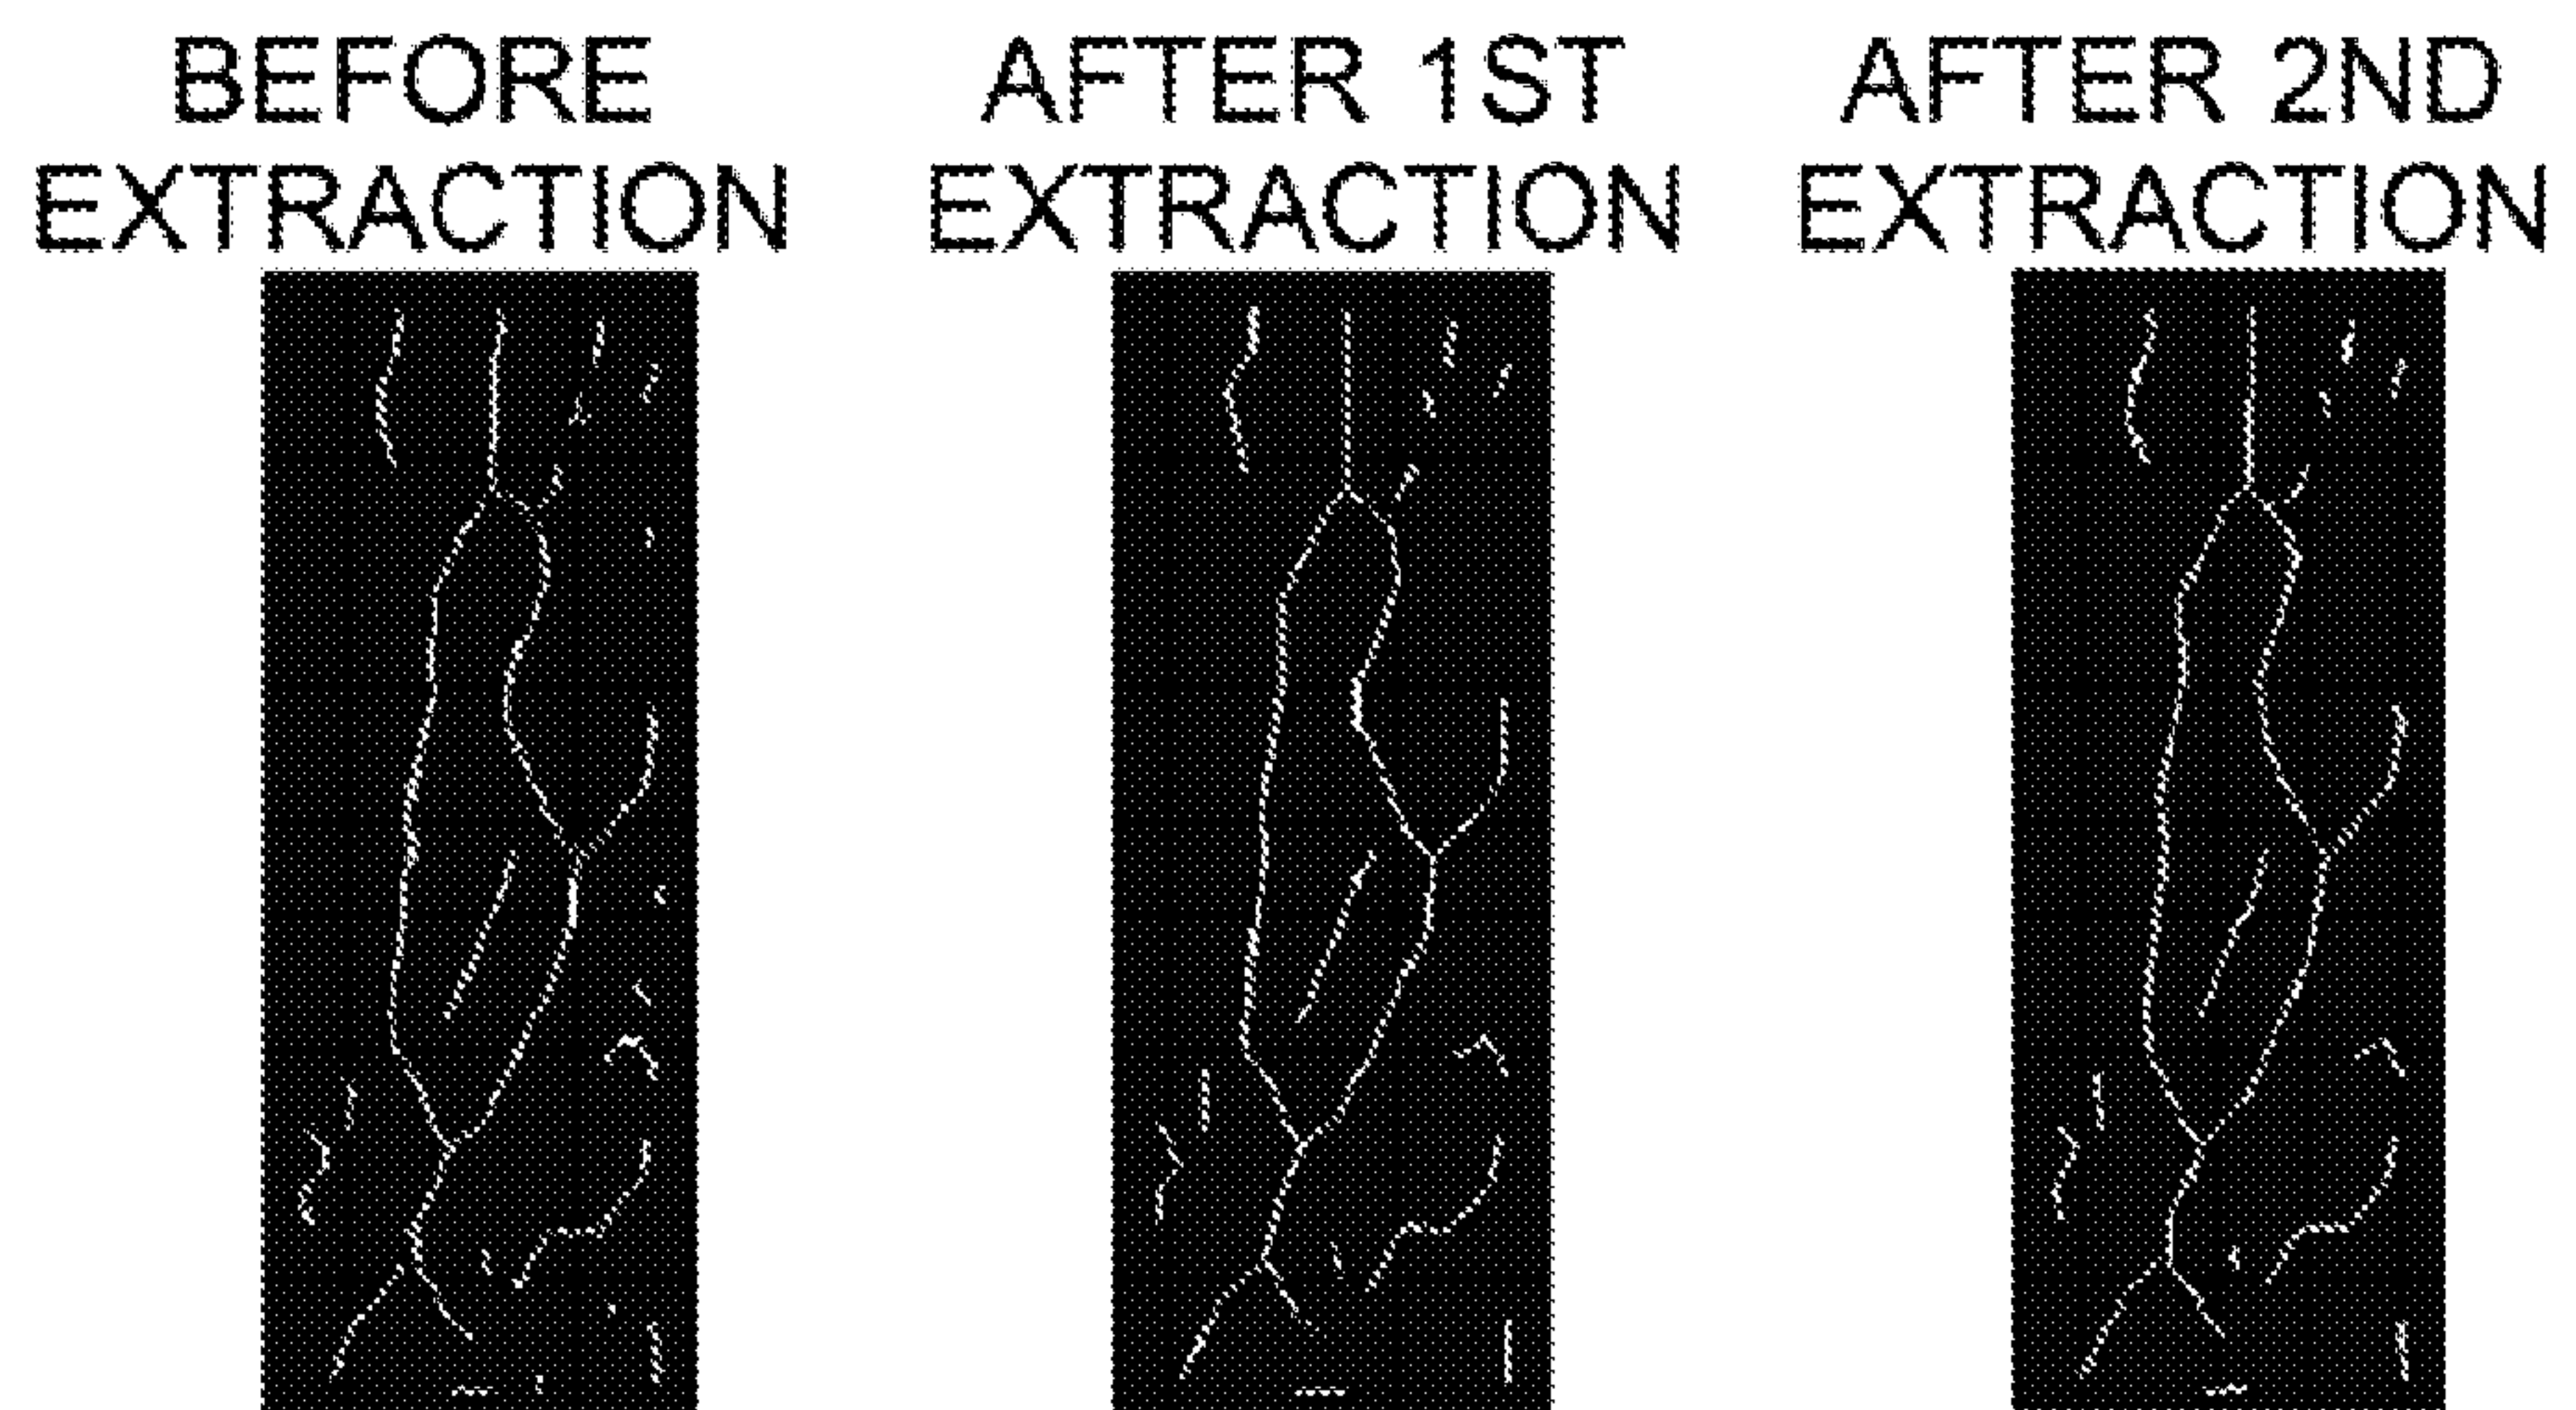 BEFORE
EXTRACTION
AFTER 1ST
EXTRACTION
AFTER 2ND
EXTRACTION